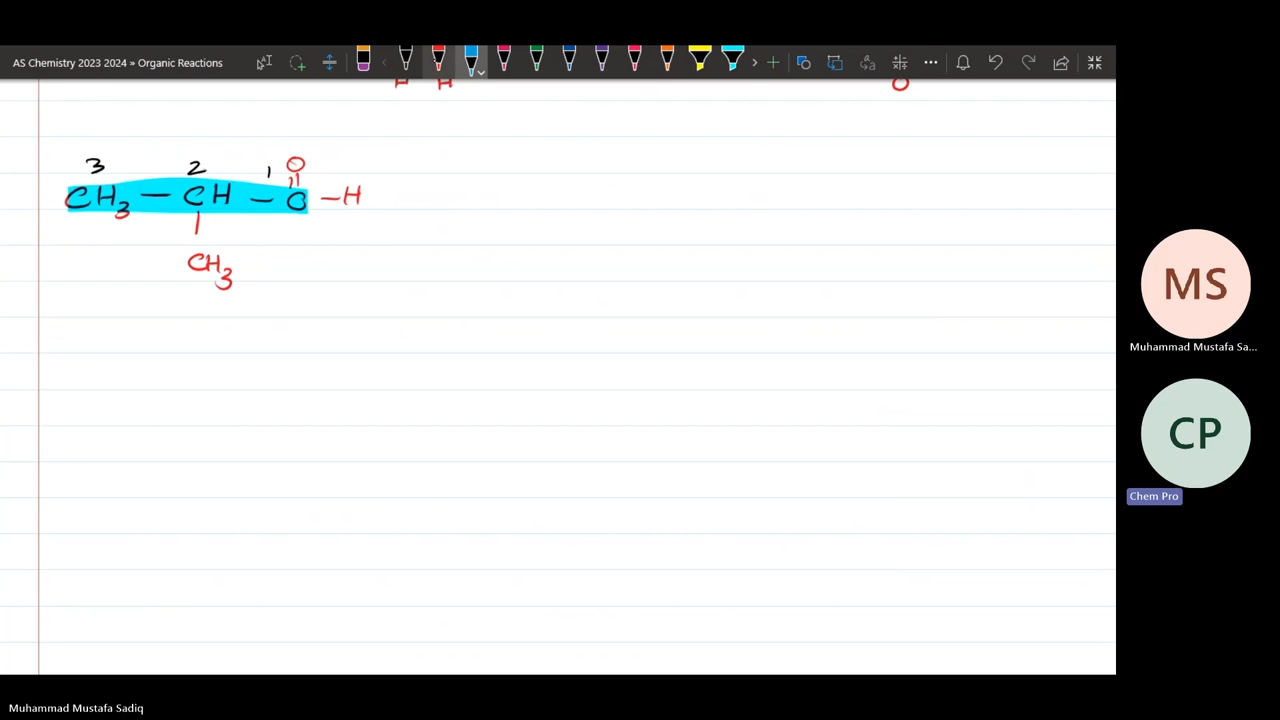 AS Chemistry 2023 2024 » Organic Reactions
H H O
3 2 1 O
CH3 — CH — C — H
CH3
MS
Muhammad Mustafa Sa...
CP
Chem Pro
Muhammad Mustafa Sadiq